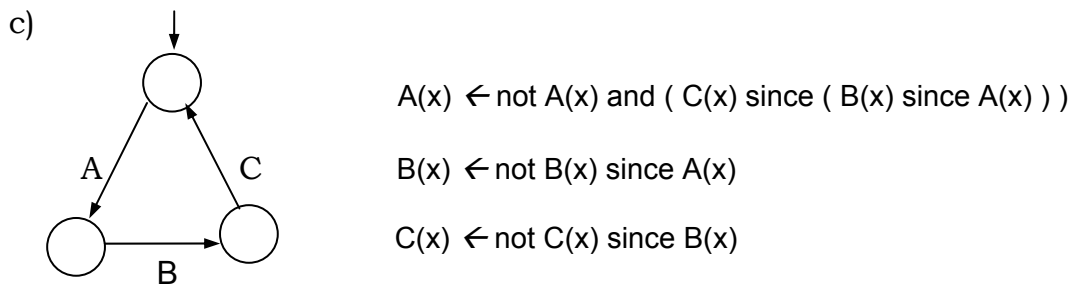 c)
A(x) ← not A(x) and ( C(x) since ( B(x) since A(x) ) )
A
C
B(x) ← not B(x) since A(x)
C(x) ← not C(x) since B(x)
B